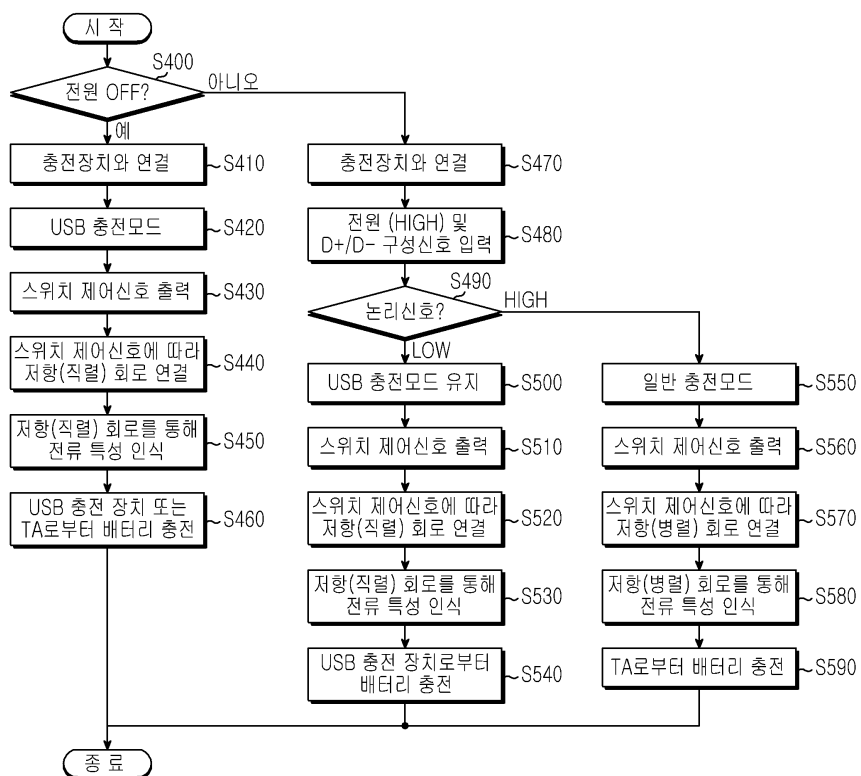 시 작
S400
전원 OFF?
아니오
예
충전장치와 연결
S410
USB 충전모드
S420
스위치 제어신호 출력
S430
스위치 제어신호에 따라
저항(직렬) 회로 연결
S440
저항(직렬) 회로를 통해
전류 특성 인식
S450
USB 충전 장치 또는
TA로부터 배터리 충전
S460
충전장치와 연결
S470
전원 (HIGH) 및
D+/D- 구성신호 입력
S480
S490
논리신호?
HIGH
LOW
USB 충전모드 유지
S500
스위치 제어신호 출력
S510
스위치 제어신호에 따라
저항(직렬) 회로 연결
S520
저항(직렬) 회로를 통해
전류 특성 인식
S530
USB 충전 장치로부터
배터리 충전
S540
일반 충전모드
S550
스위치 제어신호 출력
S560
스위치 제어신호에 따라
저항(병렬) 회로 연결
S570
저항(병렬) 회로를 통해
전류 특성 인식
S580
TA로부터 배터리 충전
S590
종 료